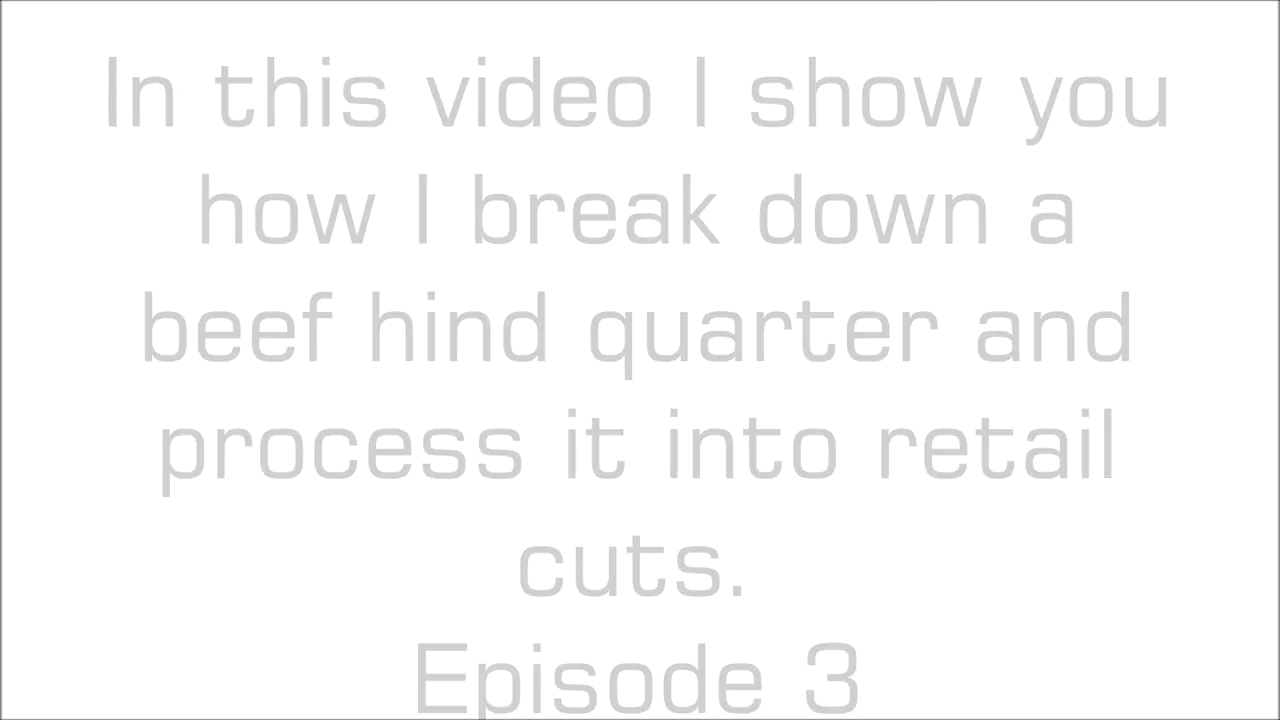 In this video I show you
how I break down a
beef hind quarter and
process it into retail
cuts.
Episode 3